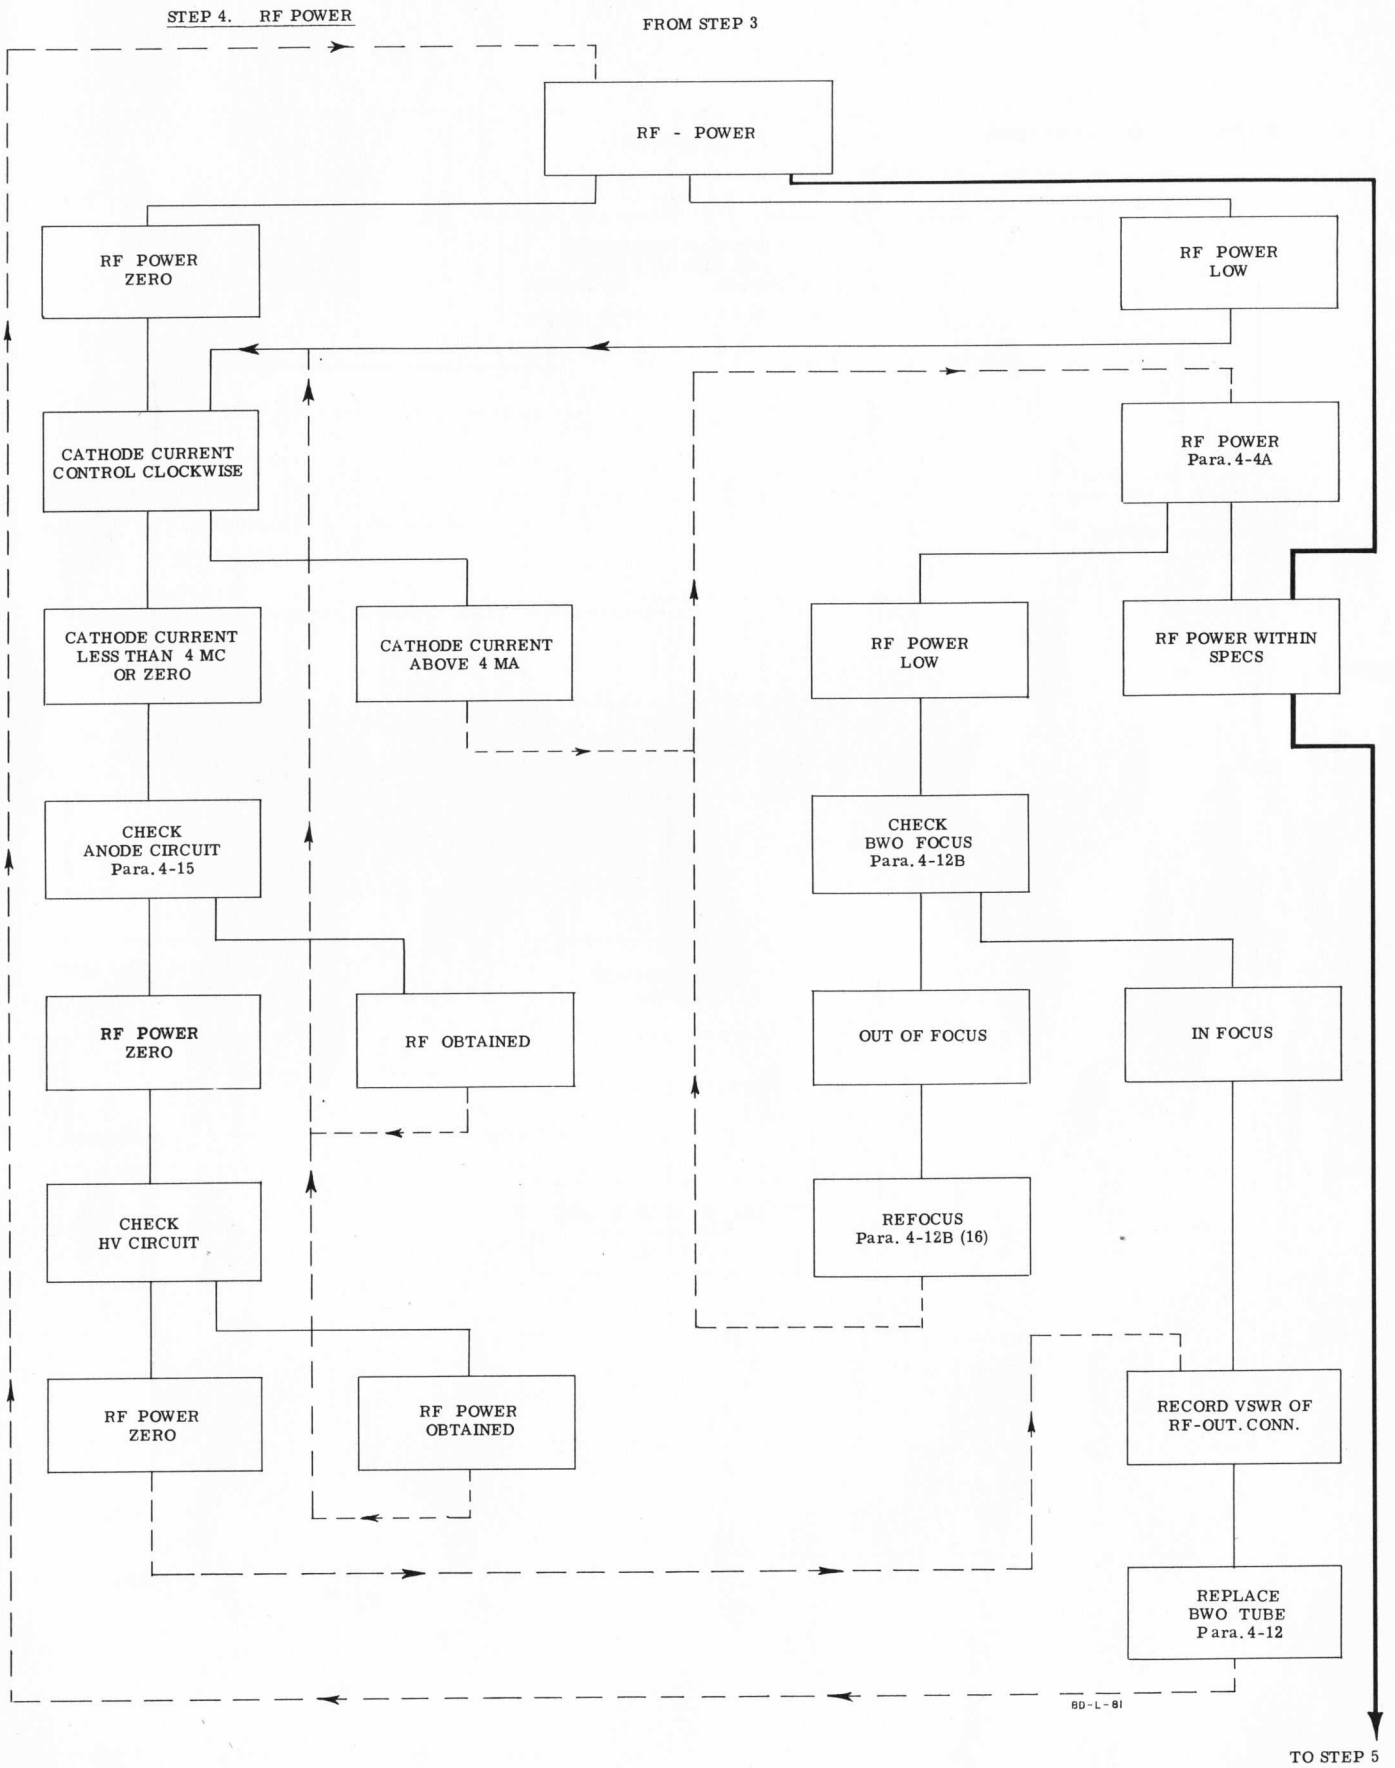 STEP 4. RF POWER
FROM STEP 3
RF - POWER
RF POWER
ZERO
RF POWER
LOW
CATHODE CURRENT
CONTROL CLOCKWISE
RF POWER
Para. 4-4A
CATHODE CURRENT
LESS THAN 4 MC
OR ZERO
CATHODE CURRENT
ABOVE 4 MA
RF POWER
LOW
RF POWER WITHIN
SPECS
CHECK
ANODE CIRCUIT
Para. 4-15
CHECK
BWO FOCUS
Para. 4-12B
RF POWER
ZERO
RF OBTAINED
OUT OF FOCUS
IN FOCUS
CHECK
HV CIRCUIT
REFOCUS
Para. 4-12B (16)
RF POWER
ZERO
RF POWER
OBTAINED
RECORD VSWR OF
RF-OUT. CONN.
REPLACE
BWO TUBE
Para. 4-12
BD-L-81
TO STEP 5